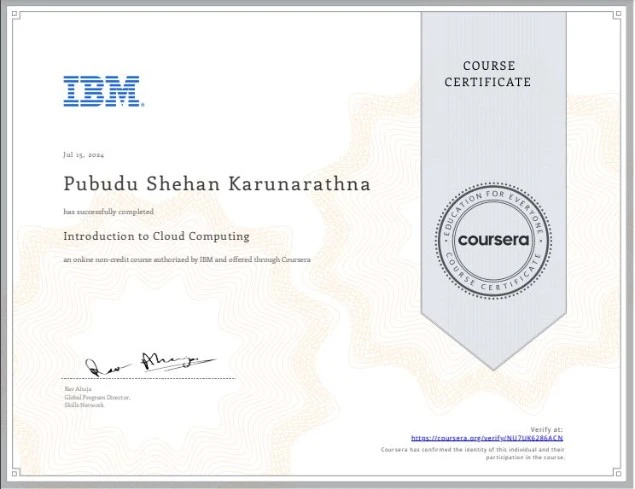 COURSE
CERTIFICATE
IBM
Jul 15, 2024
Pubudu Shehan Karunarathna
has successfully completed
Introduction to Cloud Computing
an online non-credit course authorized by IBM and offered through Coursera
EDUCATION FOR EVERYONE
coursera
COURSE CERTIFICATE
Rav Ahuja
Global Program Director,
Skills Network
Verify at:
https://coursera.org/verify/NU7UK6286ACN
Coursera has confirmed the identity of this individual and their
participation in the course.